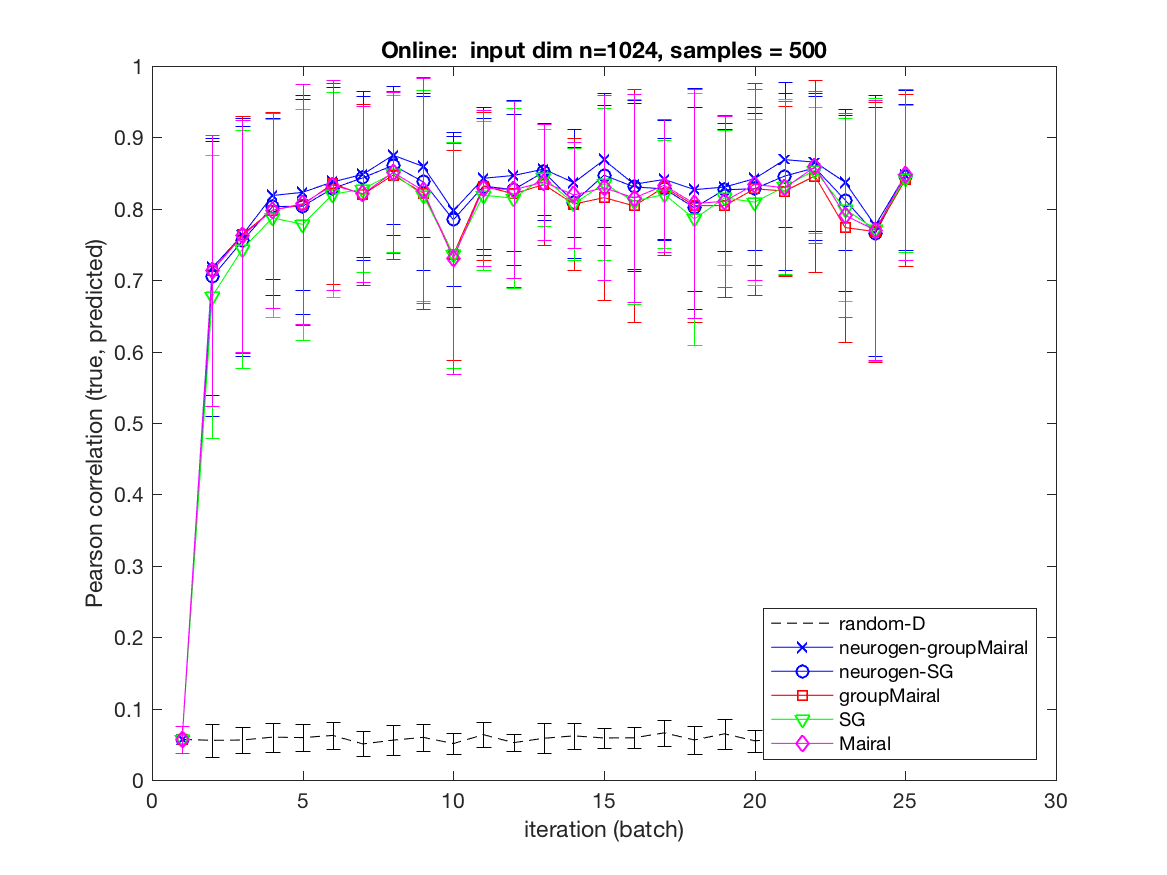 Online:  input dim n=1024, samples = 500
1
0.9
0.8
0.7
0.6
0.5
0.4
0.3
0.2
0.1
0
Pearson correlation (true, predicted)
random-D
neurogen-groupMairal
neurogen-SG
groupMairal
SG
Mairal
0 5 10 15 20 25 30
iteration (batch)